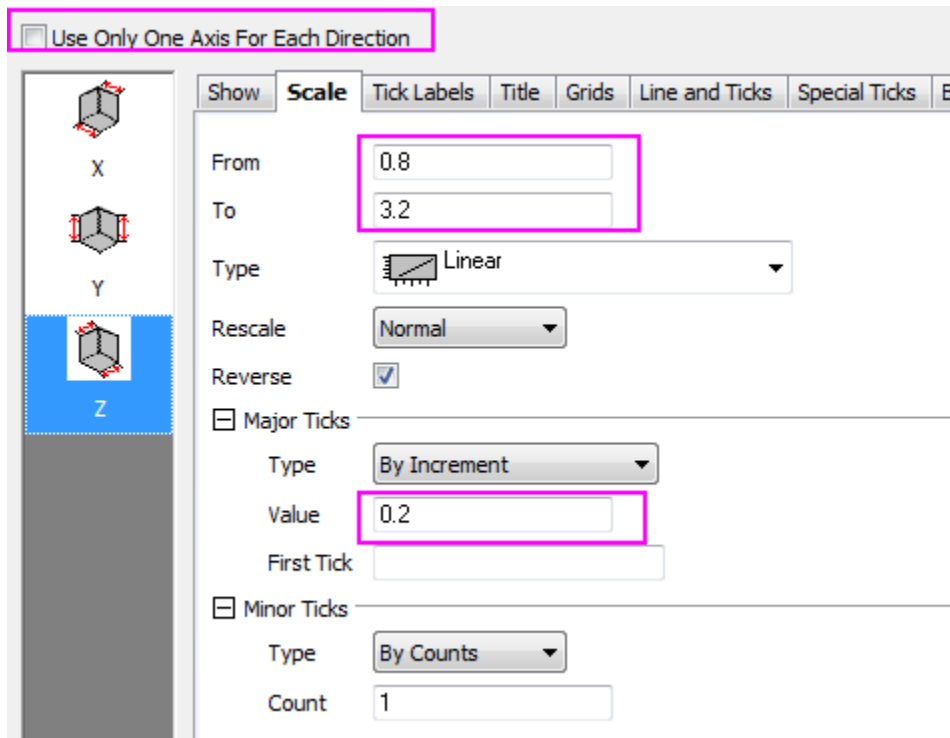 Use Only One Axis For Each Direction
Show Scale Tick Labels Title Grids Line and Ticks Special Ticks
X
From 0.8
To 3.2
Type Linear
Y
Rescale Normal
Reverse
Z
Major Ticks
Type By Increment
Value 0.2
First Tick
Minor Ticks
Type By Counts
Count 1